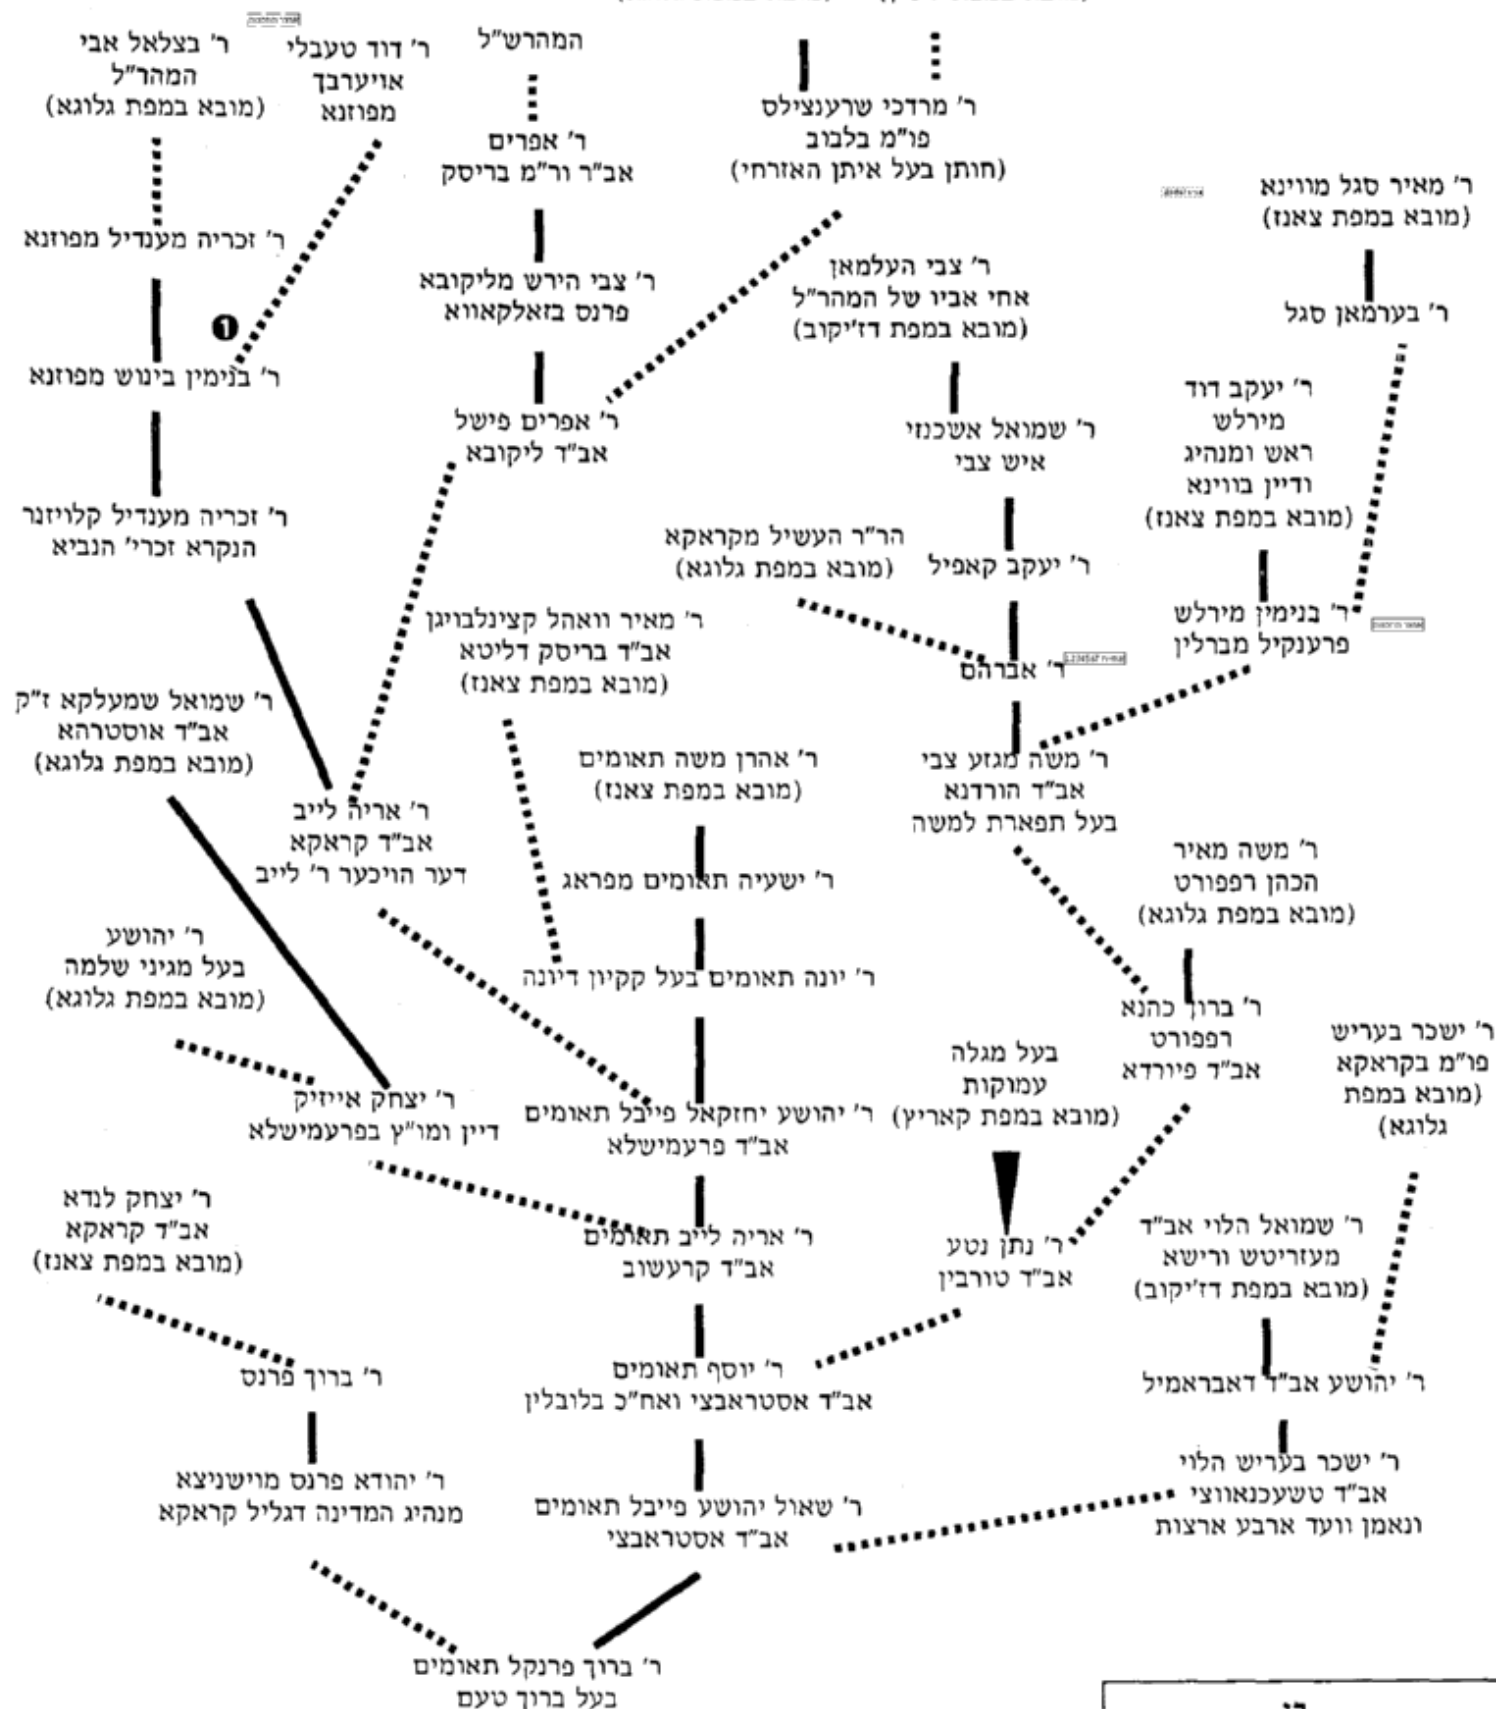 ר' בצלאל אבי
המהר"ל
(מובא במפת גלוגא)
ר' דוד טעבלי
אויערבך
מפוזנא
המהרש"ל
ר' אפרים
אב"ר ור"מ בריסק
ר' מרדכי שרענצילס
פו"מ בלבוב
(חותן בעל איתן האזרחי)
ר' מאיר סגל מווינא
(מובא במפת צאנז)
ר' זכריה מענדיל מפוזנא
ר' צבי הירש מליקובא
פרנס בזאלקאווא
ר' צבי העלמאן
אחי אביו של המהר"ל
(מובא במפת דז'יקוב)
ר' בערמאן סגל
1
ר' בנימין בינוש מפוזנא
ר' אפרים פישל
אב"ד ליקובא
ר' שמואל אשכנזי
איש צבי
ר' יעקב דוד
מירלש
ראש ומנהיג
ודיין בווינא
(מובא במפת צאנז)
ר' זכריה מענדיל קלויזנר
הנקרא זכרי' הנביא
הר"ר העשיל מקראקא
(מובא במפת גלוגא)
ר' יעקב קאפיל
ר' מאיר וואהל קצינלבויגן
אב"ד בריסק דליטא
(מובא במפת צאנז)
ר' אברהם
ר' בנימין מירלש
פרענקיל מברלין
ר' שמואל שמעלקא ז"ק
אב"ד אוסטרהא
(מובא במפת גלוגא)
ר' אריה לייב
אב"ד קראקא
דער הויכער ר' לייב
ר' אהרן משה תאומים
(מובא במפת צאנז)
ר' משה מגזע צבי
אב"ד הורדנא
בעל תפארת למשה
ר' ישעיה תאומים מפראג
ר' משה מאיר
הכהן רפפורט
(מובא במפת גלוגא)
ר' יהושע
בעל מגיני שלמה
(מובא במפת גלוגא)
ר' יונה תאומים בעל קקיון דיונה
ר' ברוך כהנא
רפפורט
אב"ד פיורדא
ר' ישכר בעריש
פו"מ בקראקא
(מובא במפת
גלוגא)
ר' יצחק אייזיק
דיין ומו"ץ בפרעמישלא
ר' יהושע יחזקאל פייבל תאומים
אב"ד פרעמישלא
בעל מגלה
עמוקות
(מובא במפת קאריץ)
ר' יצחק לנדא
אב"ד קראקא
(מובא במפת צאנז)
ר' אריה לייב תאומים
אב"ד קרעשוב
ר' נתן נטע
אב"ד טורבין
ר' שמואל הלוי אב"ד
מעזריטש ורישא
(מובא במפת דז'יקוב)
ר' ברוך פרנס
ר' יוסף תאומים
אב"ד אסטראבצי ואח"כ בלובלין
ר' יהושע אב"ד דאבראמיל
ר' יהודא פרנס מוישניצא
מנהיג המדינה דגליל קראקא
ר' שאול יהושע פייבל תאומים
אב"ד אסטראבצי
ר' ישכר בעריש הלוי
אב"ד טשעכנאווצי
ונאמן וועד ארבע ארצות
ר' ברוך פרנקל תאומים
בעל ברוך טעם